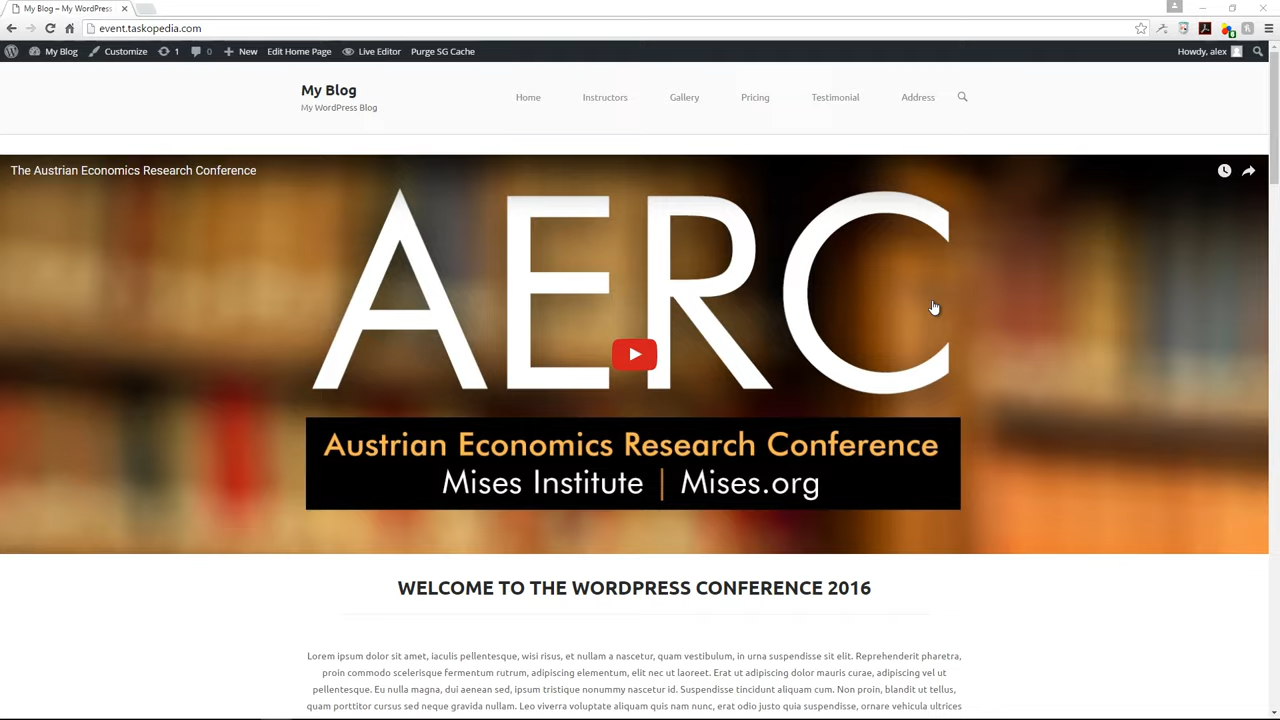 My Blog – My WordPress
event.taskopedia.com
My Blog
Customize
1
0
New
Edit Home Page
Live Editor
Purge SG Cache
Howdy, alex
My Blog
My WordPress Blog
Home
Instructors
Gallery
Pricing
Testimonial
Address
The Austrian Economics Research Conference
AERC
Austrian Economics Research Conference
Mises Institute | Mises.org
WELCOME TO THE WORDPRESS CONFERENCE 2016
Lorem ipsum dolor sit amet, iaculis pellentesque, wisi risus, et nullam a nascetur, quam vestibulum, in urna suspendisse sit elit. Reprehenderit pharetra,
proin commodo scelerisque fermentum rutrum, adipiscing elementum, elit nec ut laoreet. Erat ut adipiscing dolor mauris curae, adipiscing vel ut
pellentesque. Eu nulla magna, dui aenean sed, ipsum tristique nonummy nascetur id. Suspendisse tincidunt aliquam cum. Non proin, blandit ut tellus,
quam porttitor cursus sed neque gravida nullam. Leo viverra voluptate aliquam quis nam nunc, erat odio justo quia suspendisse, ornare vehicula ultrices